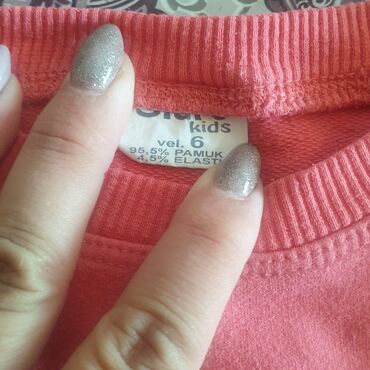 kids
vel. 6
95.5% PAMUK
4.5% ELAST